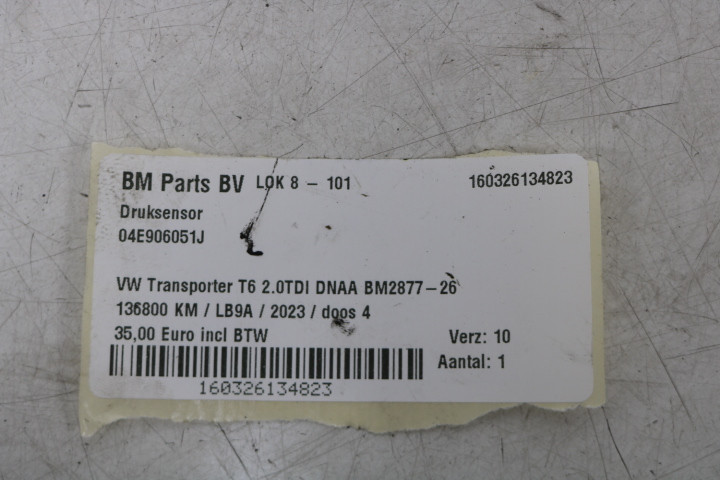 BM Parts BV LOK 8 - 101 160326134823
Druksensor
04E906051J
VW Transporter T6 2.0TDI DNAA BM2877-26
136800 KM / LB9A / 2023 / doos 4
35,00 Euro incl BTW Verz: 10
Aantal: 1
160326134823